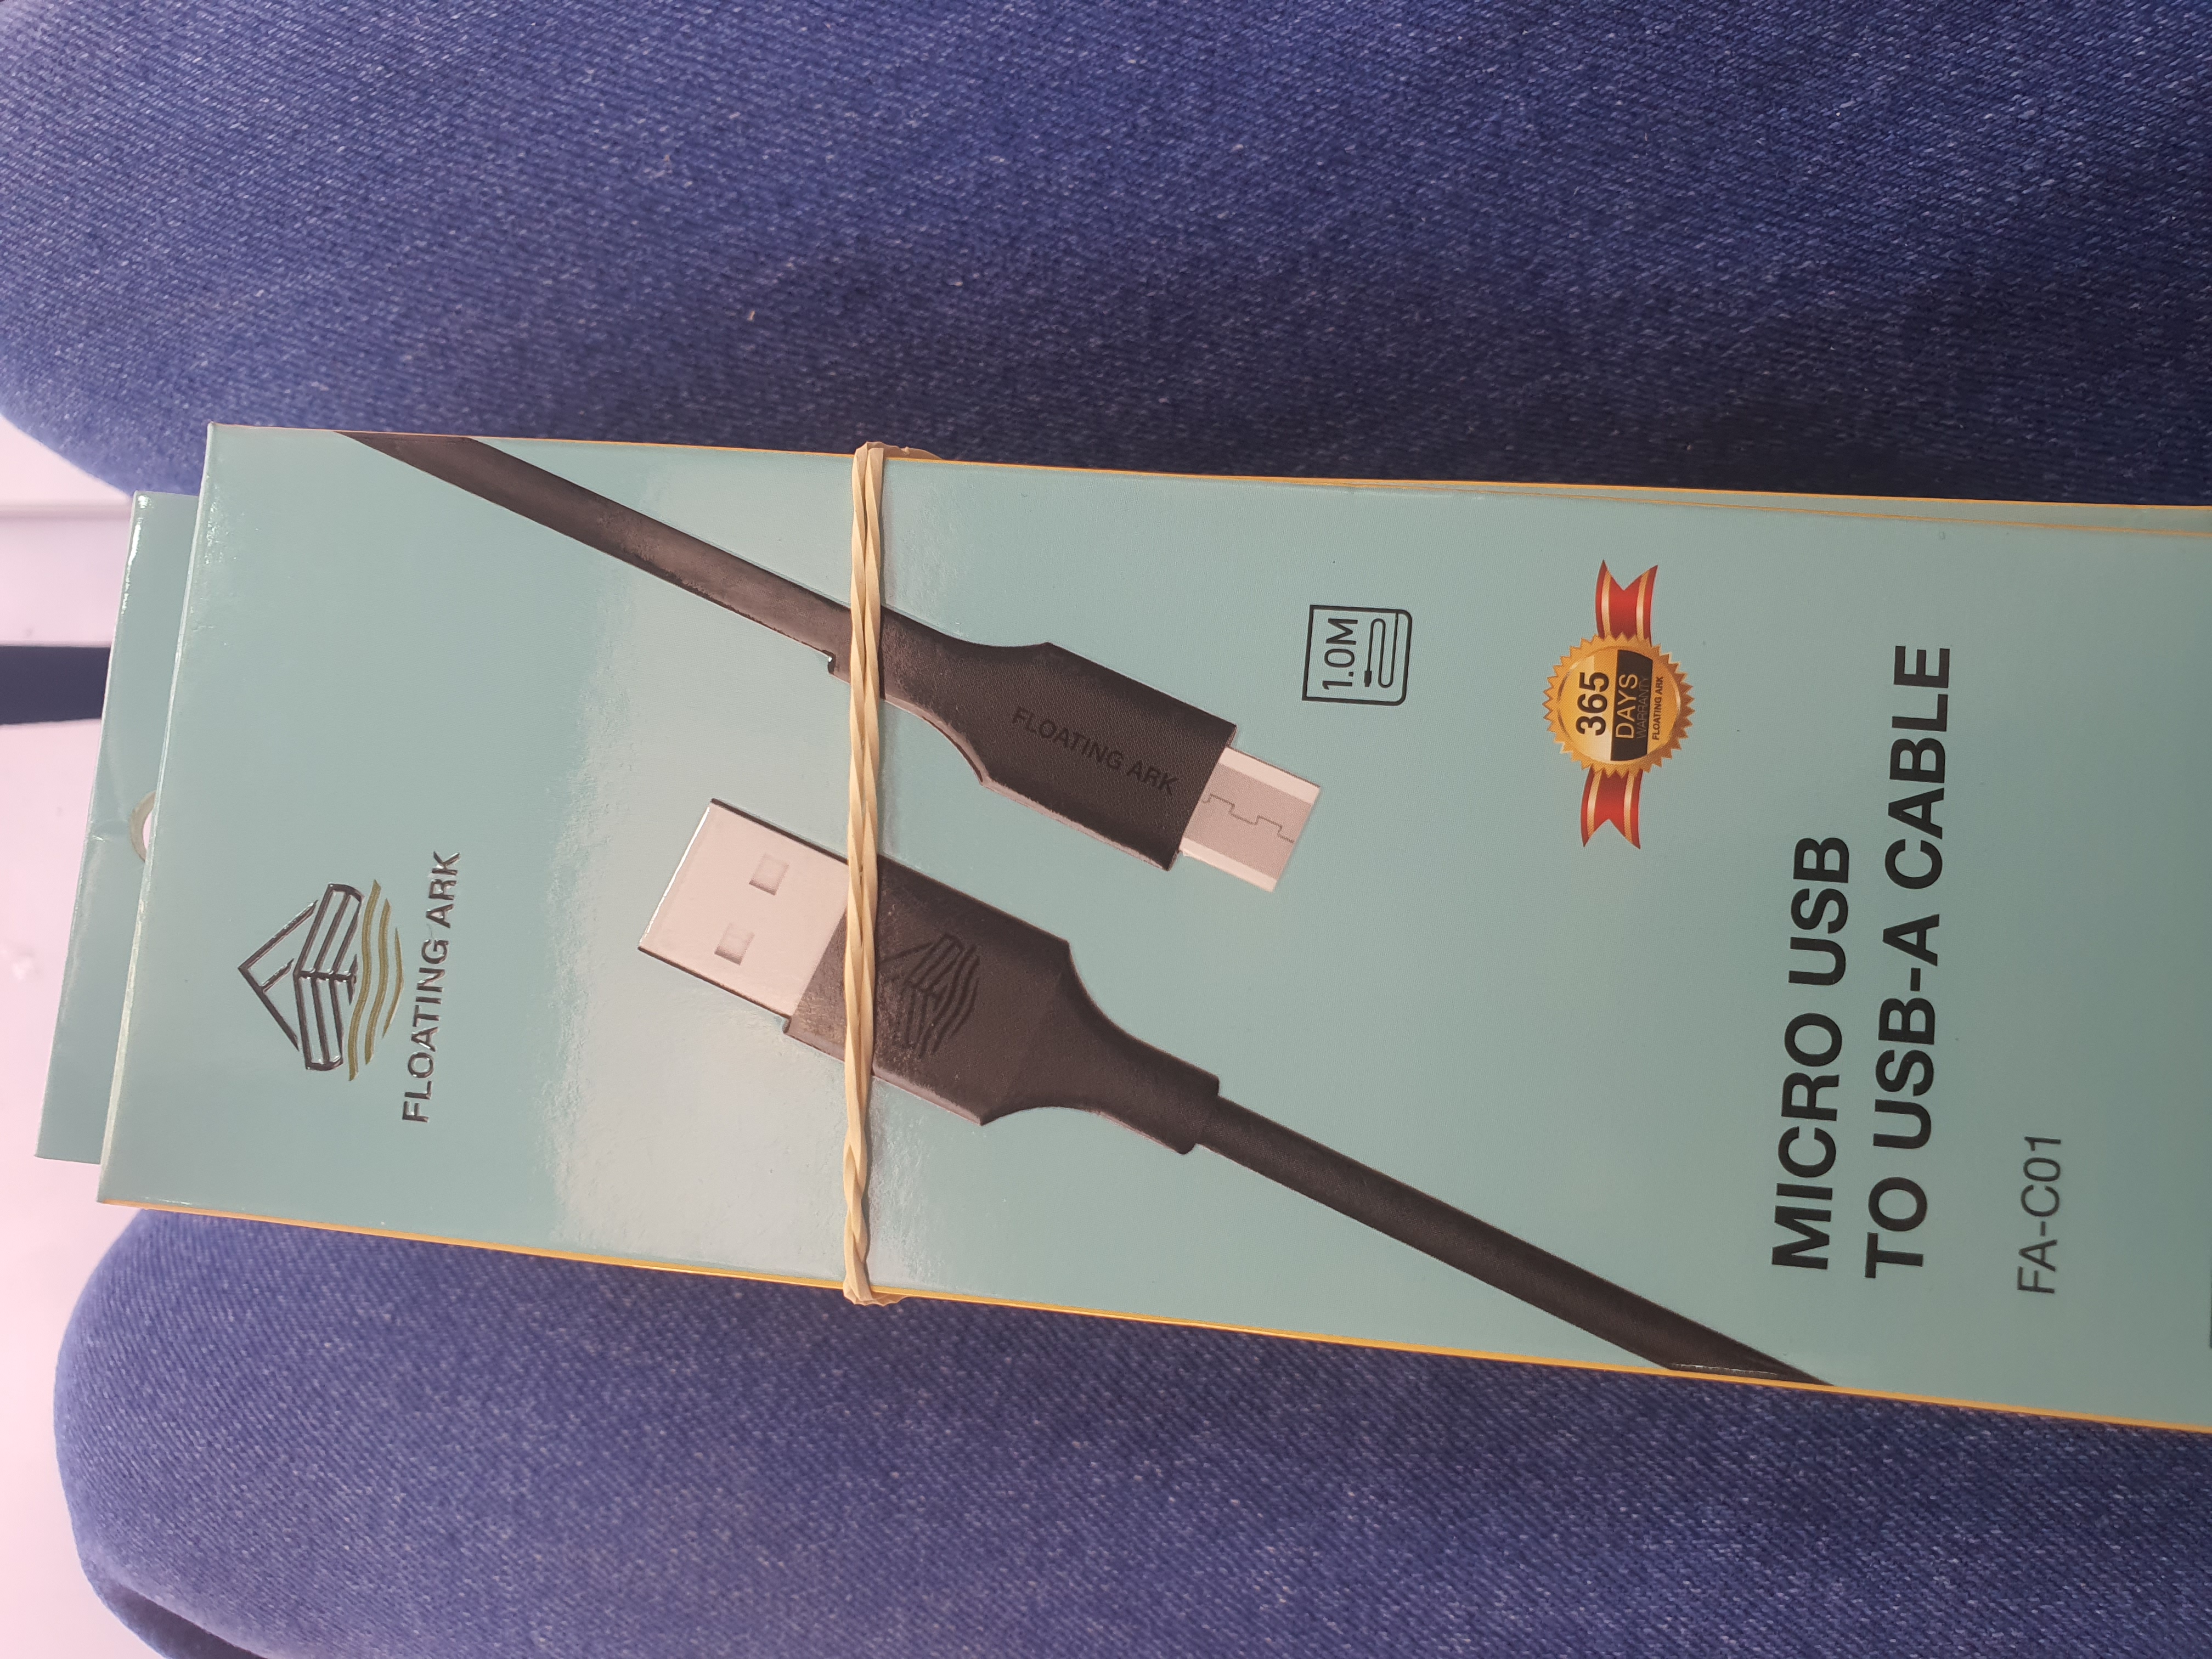 FLOATING ARK
FLOATING ARK
1.0M
365
DAYS
WARRANTY
FLOATING ARK
MICRO USB
TO USB-A CABLE
FA-C01